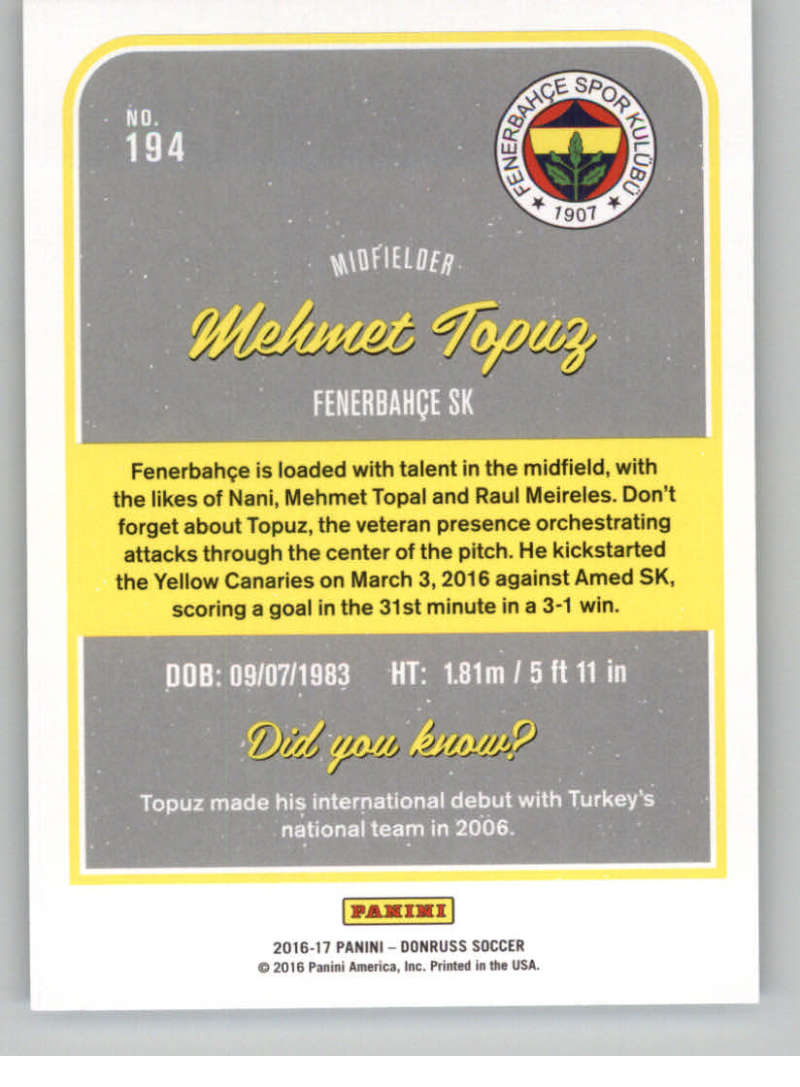 NO.
194
FENERBAHÇE SPOR KULÜBÜ
★ 1907 ★
MIDFIELDER
Mehmet Topuz
FENERBAHÇE SK
Fenerbahçe is loaded with talent in the midfield, with
the likes of Nani, Mehmet Topal and Raul Meireles. Don't
forget about Topuz, the veteran presence orchestrating
attacks through the center of the pitch. He kickstarted
the Yellow Canaries on March 3, 2016 against Amed SK,
scoring a goal in the 31st minute in a 3-1 win.
DOB: 09/07/1983 HT: 1.81m / 5 ft 11 in
Did you know?
Topuz made his international debut with Turkey's
national team in 2006.
PANINI
2016-17 PANINI – DONRUSS SOCCER
© 2016 Panini America, Inc. Printed in the USA.